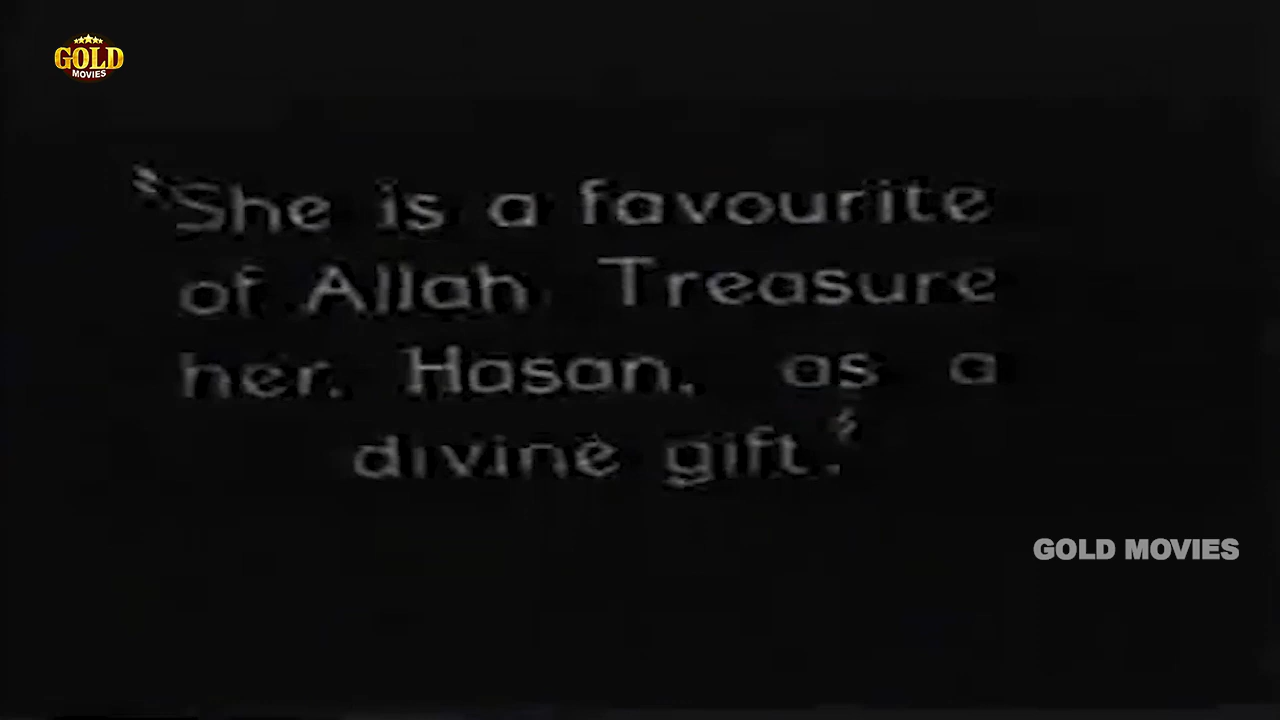 GOLD
MOVIES
"She is a favourite
of Allah. Treasure
her, Hasan, as a
divine gift."
GOLD MOVIES